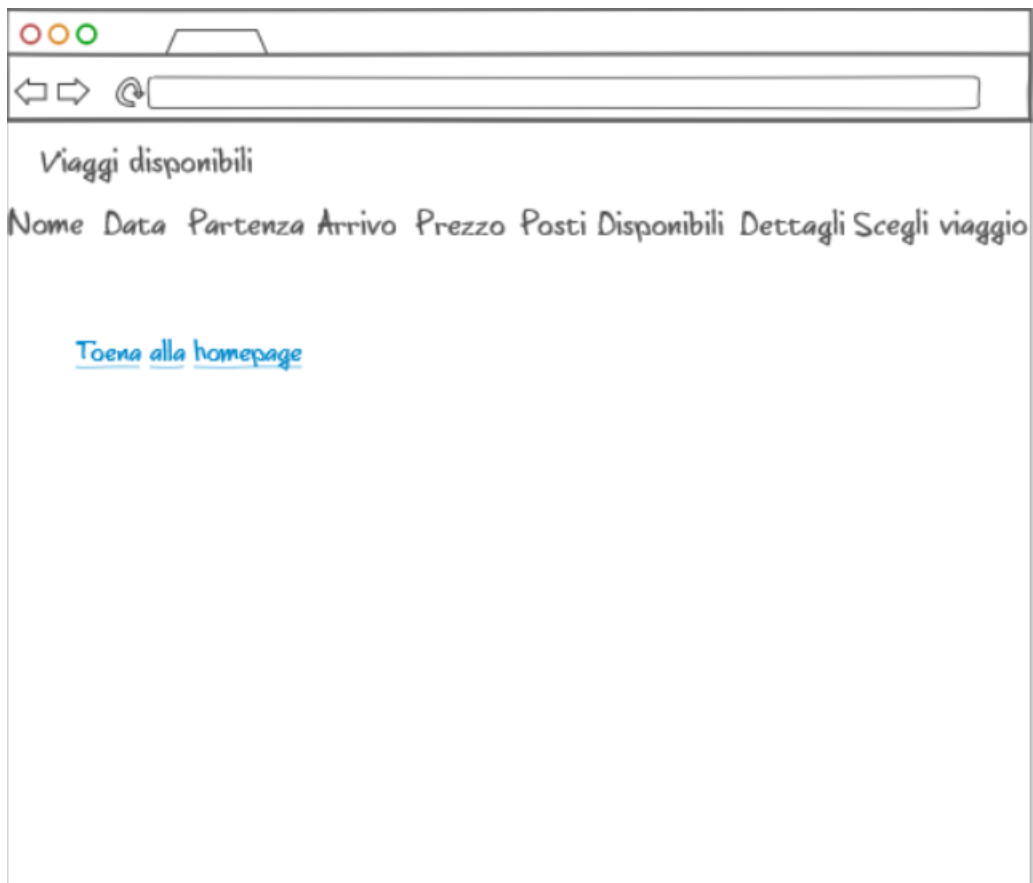 Viaggi disponibili
Nome Data Partenza Arrivo Prezzo Posti Disponibili Dettagli Scegli viaggio
Toena alla homepage